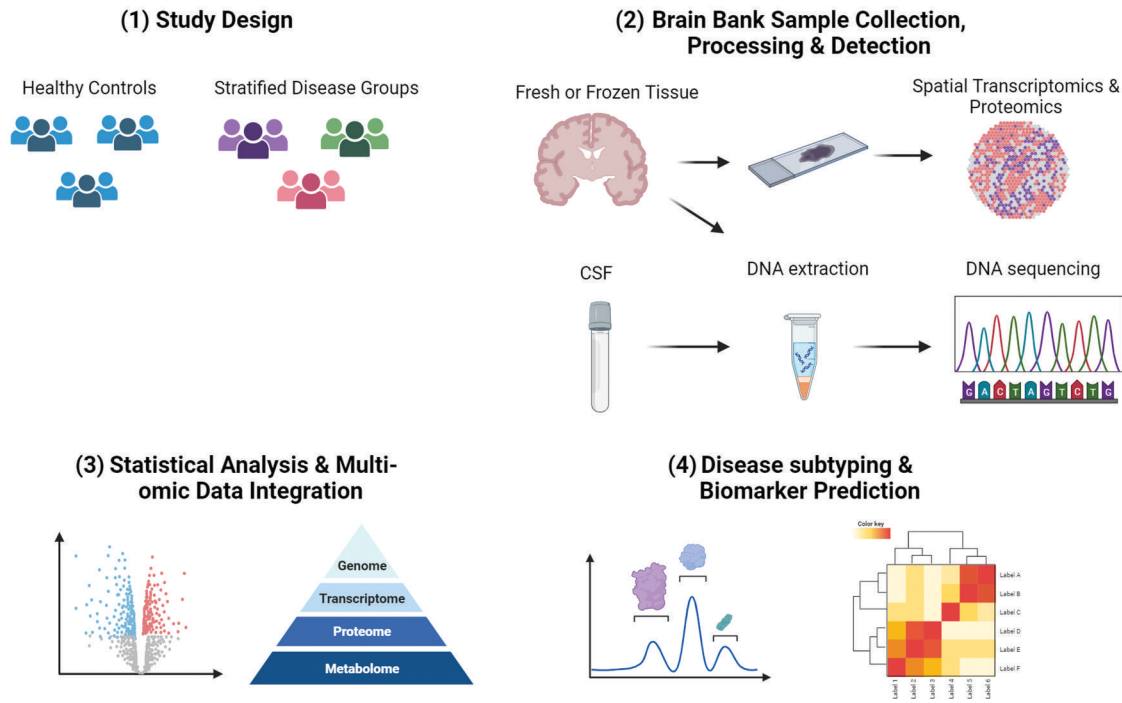 (1) Study Design
Healthy Controls
Stratified Disease Groups
(2) Brain Bank Sample Collection,
Processing & Detection
Fresh or Frozen Tissue
Spatial Transcriptomics &
Proteomics
CSF
DNA extraction
DNA sequencing
G A C T A G T C T G
(3) Statistical Analysis & Multi-
omic Data Integration
Genome
Transcriptome
Proteome
Metabolome
(4) Disease subtyping &
Biomarker Prediction
Color key
Label A
Label B
Label C
Label D
Label E
Label F
Label 1
Label 2
Label 3
Label 4
Label 5
Label 6